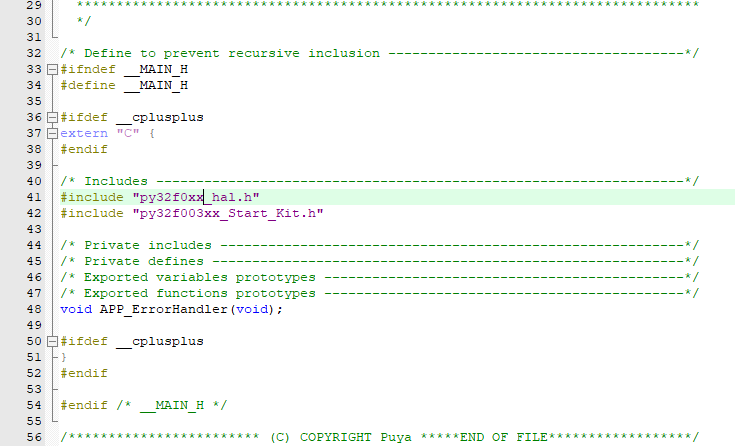 29 ******************************************************************************
30 */
31
32 /* Define to prevent recursive inclusion -------------------------------------*/
33 #ifndef __MAIN_H
34 #define __MAIN_H
35
36 #ifdef __cplusplus
37 extern "C" {
38 #endif
39
40 /* Includes ------------------------------------------------------------------*/
41 #include "py32f0xx_hal.h"
42 #include "py32f003xx_Start_Kit.h"
43
44 /* Private includes ----------------------------------------------------------*/
45 /* Private defines -----------------------------------------------------------*/
46 /* Exported variables prototypes ---------------------------------------------*/
47 /* Exported functions prototypes ---------------------------------------------*/
48 void APP_ErrorHandler(void);
49
50 #ifdef __cplusplus
51 }
52 #endif
53
54 #endif /* __MAIN_H */
55
56 /************************ (C) COPYRIGHT Puya *****END OF FILE******************/